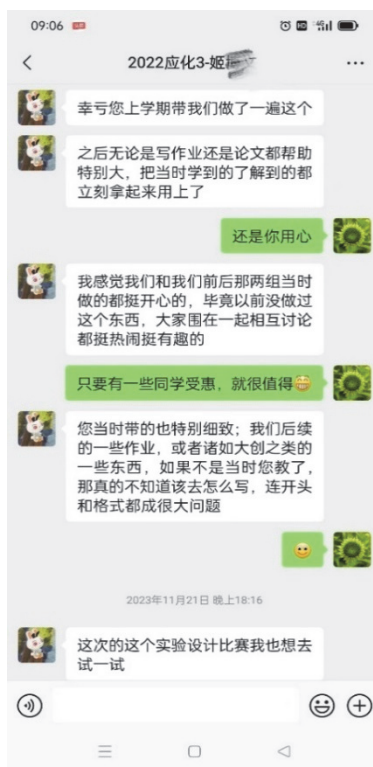 09:06
2022应化3-姬
幸亏您上学期带我们做了一遍这个
之后无论是写作业还是论文都帮助
特别大，把当时学到的了解到的都
立刻拿起来用上了
还是你用心
我感觉我们和我们前后那两组当时
做的都挺开心的，毕竟以前没做过
这个东西，大家围在一起相互讨论
都挺热闹挺有趣的
只要有一些同学受惠，就很值得
您当时带的也特别细致；我们后续
的一些作业，或者诸如大创之类的
一些东西，如果不是当时您教了，
那真的不知道该去怎么写，连开头
和格式都成很大问题
2023年11月21日 晚上18:16
这次的这个实验设计比赛我也想去
试一试